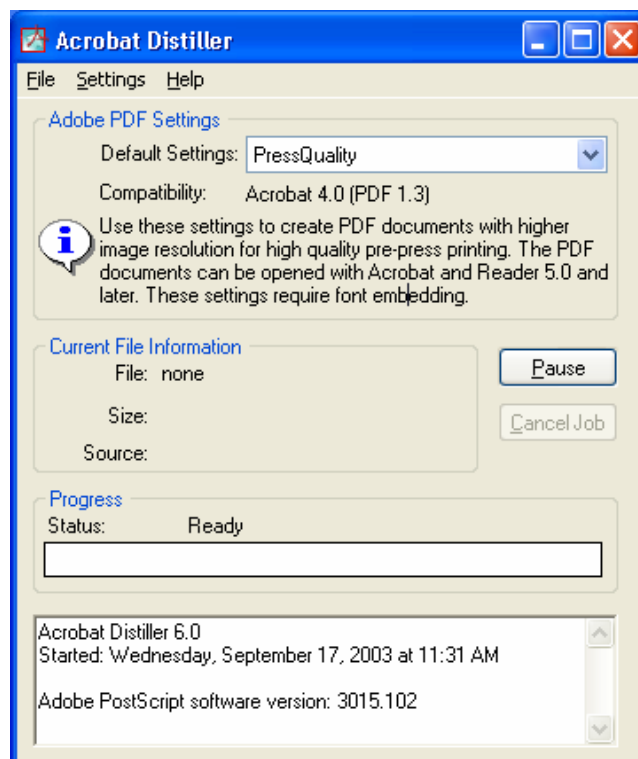 Acrobat Distiller
File Settings Help
Adobe PDF Settings
Default Settings: PressQuality
Compatibility: Acrobat 4.0 (PDF 1.3)
Use these settings to create PDF documents with higher
image resolution for high quality pre-press printing. The PDF
documents can be opened with Acrobat and Reader 5.0 and
later. These settings require font embedding.
Current File Information
File: none
Pause
Size:
Cancel Job
Source:
Progress
Status: Ready
Acrobat Distiller 6.0
Started: Wednesday, September 17, 2003 at 11:31 AM
Adobe PostScript software version: 3015.102